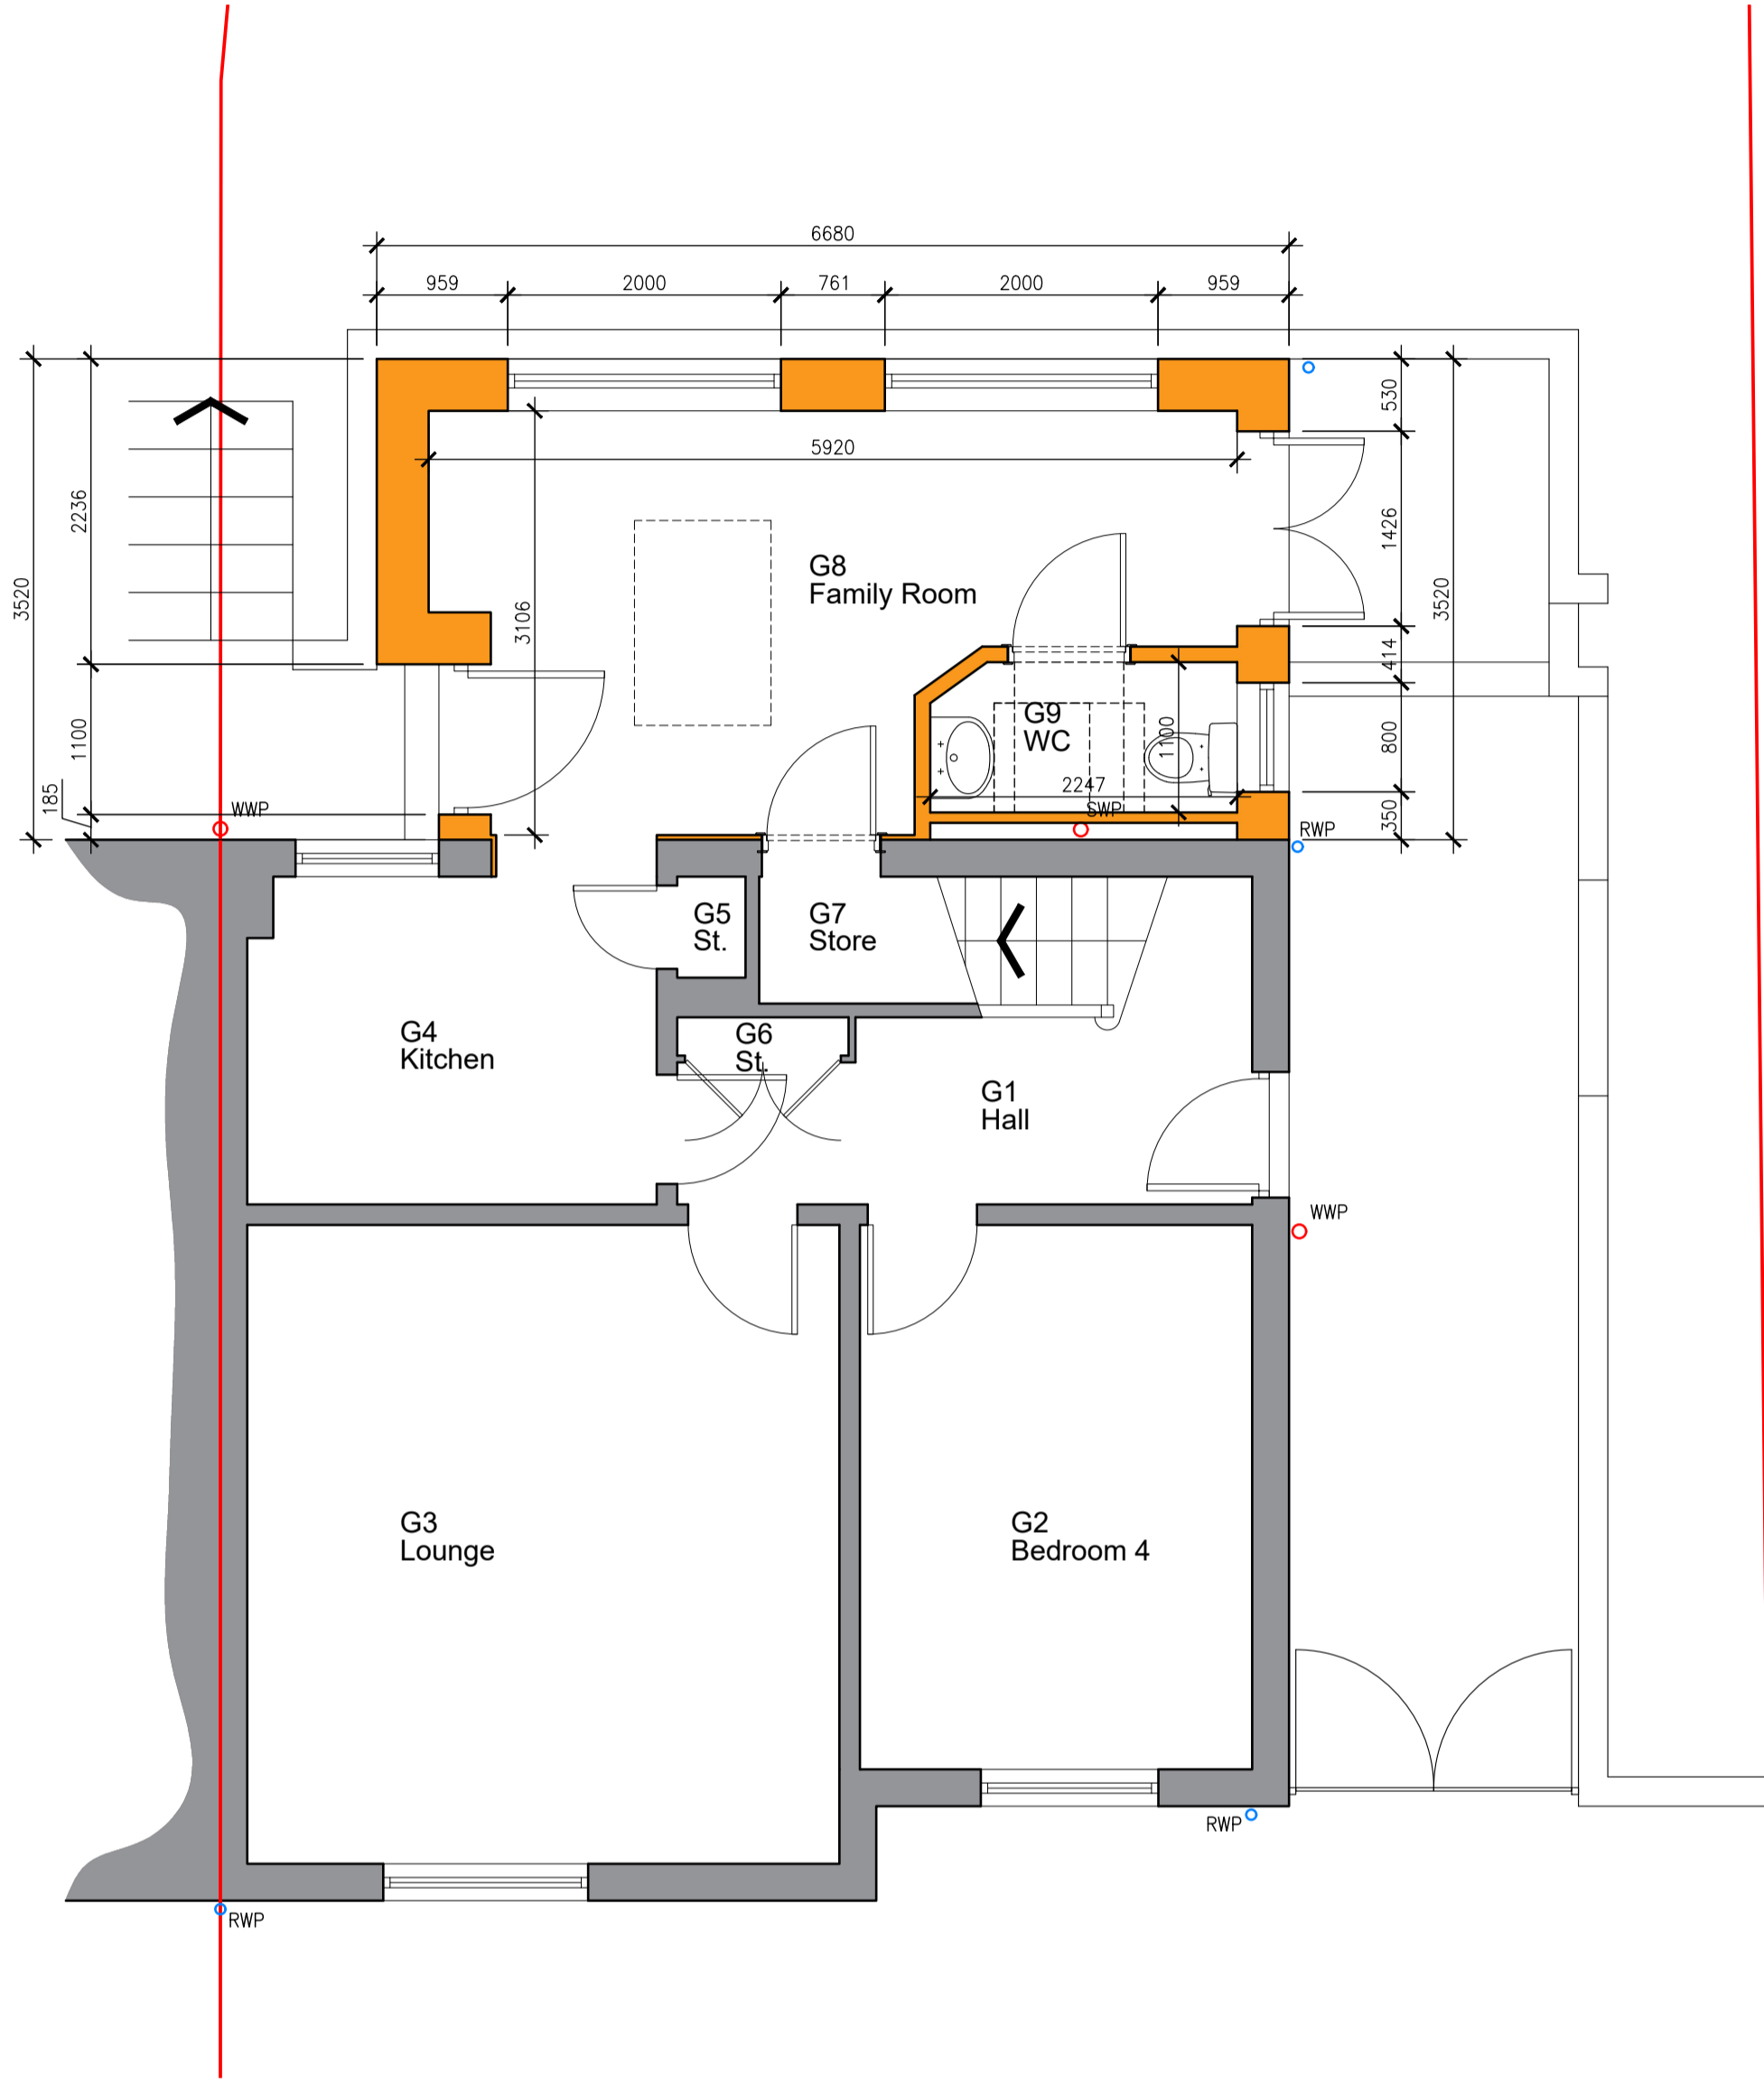 6680
959
2000
761
2000
959
530
5920
2236
1426
3520
3106
3520
G8
Family Room
414
1100
G9
WC
1100
800
185
2247
WWP
SWP
350
RWP
G5
St.
G7
Store
G4
Kitchen
G6
St.
G1
Hall
WWP
G3
Lounge
G2
Bedroom 4
RWP
RWP